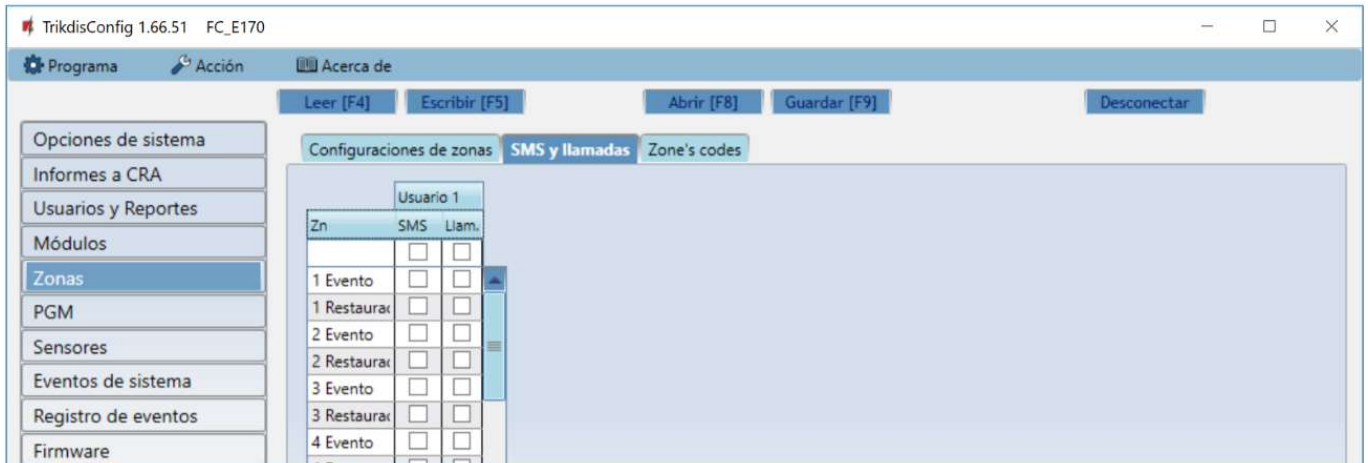 TrikdisConfig 1.66.51 FC_E170
Programa Acción Acerca de
Leer [F4] Escribir [F5] Abrir [F8] Guardar [F9] Desconectar
Opciones de sistema
Informes a CRA
Usuarios y Reportes
Módulos
Zonas
PGM
Sensores
Eventos de sistema
Registro de eventos
Firmware
Configuraciones de zonas SMS y llamadas Zone's codes
Usuario 1
Zn SMS Llam.
1 Evento
1 Restaurac
2 Evento
2 Restaurac
3 Evento
3 Restaurac
4 Evento